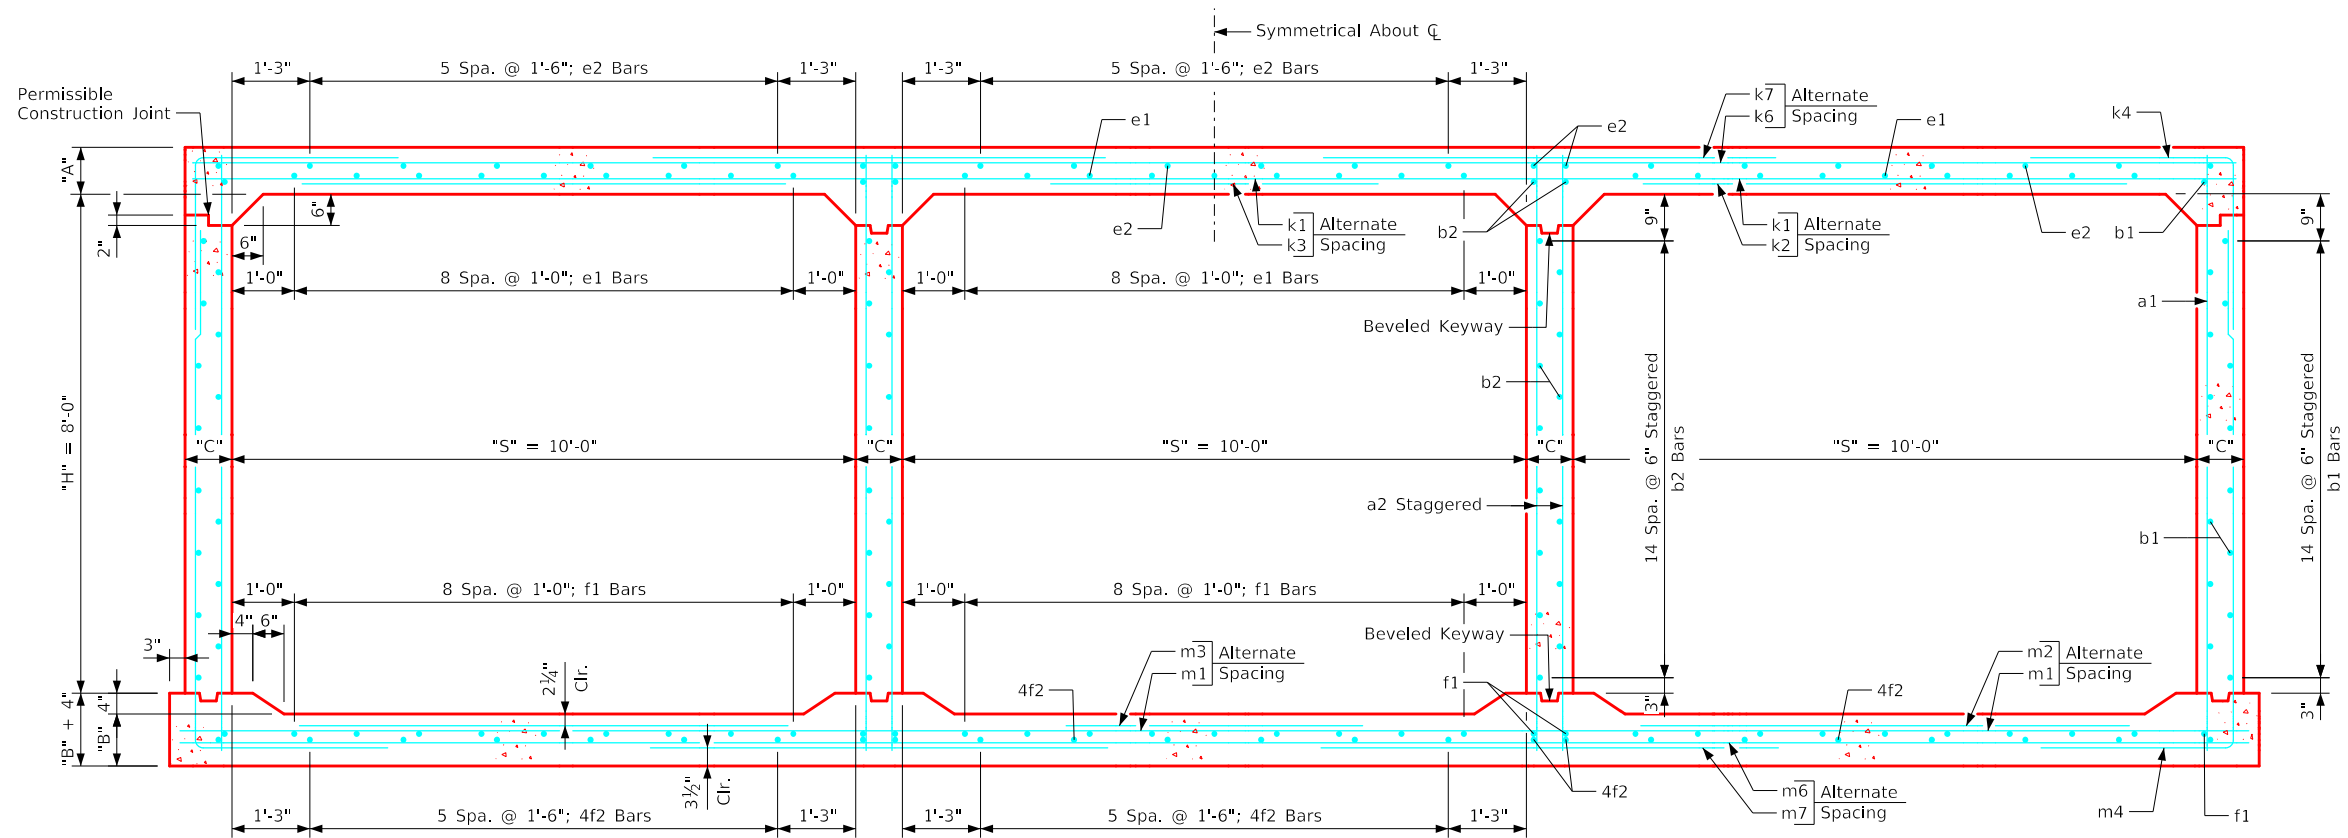 Symmetrical About ℄
1'-3"
5 Spa. @ 1'-6"; e2 Bars
1'-3"
1'-3"
5 Spa. @ 1'-6"; e2 Bars
1'-3"
Permissible
Construction Joint
e1
e2
k7
k6
Alternate
Spacing
e1
k4
"A"
6"
2"
6"
e2
k1
k3
Alternate
Spacing
b2
9"
k1
k2
Alternate
Spacing
e2
b1
9"
1'-0"
8 Spa. @ 1'-0"; e1 Bars
1'-0"
1'-0"
8 Spa. @ 1'-0"; e1 Bars
1'-0"
a1
Beveled Keyway
b2
"H" = 8'-0"
"C"
"S" = 10'-0"
"C"
"S" = 10'-0"
"C"
"S" = 10'-0"
"C"
14 Spa. @ 6" Staggered
b2 Bars
14 Spa. @ 6" Staggered
b1 Bars
a2 Staggered
b1
1'-0"
8 Spa. @ 1'-0"; f1 Bars
1'-0"
1'-0"
8 Spa. @ 1'-0"; f1 Bars
1'-0"
4"
6"
3"
Beveled Keyway
m3
m1
Alternate
Spacing
m2
m1
Alternate
Spacing
2¼"
Clr.
4f2
f1
4f2
3"
3"
"B" + 4"
4"
"B"
3½"
Clr.
4f2
m6
m7
Alternate
Spacing
m4
f1
1'-3"
5 Spa. @ 1'-6"; 4f2 Bars
1'-3"
1'-3"
5 Spa. @ 1'-6"; 4f2 Bars
1'-3"